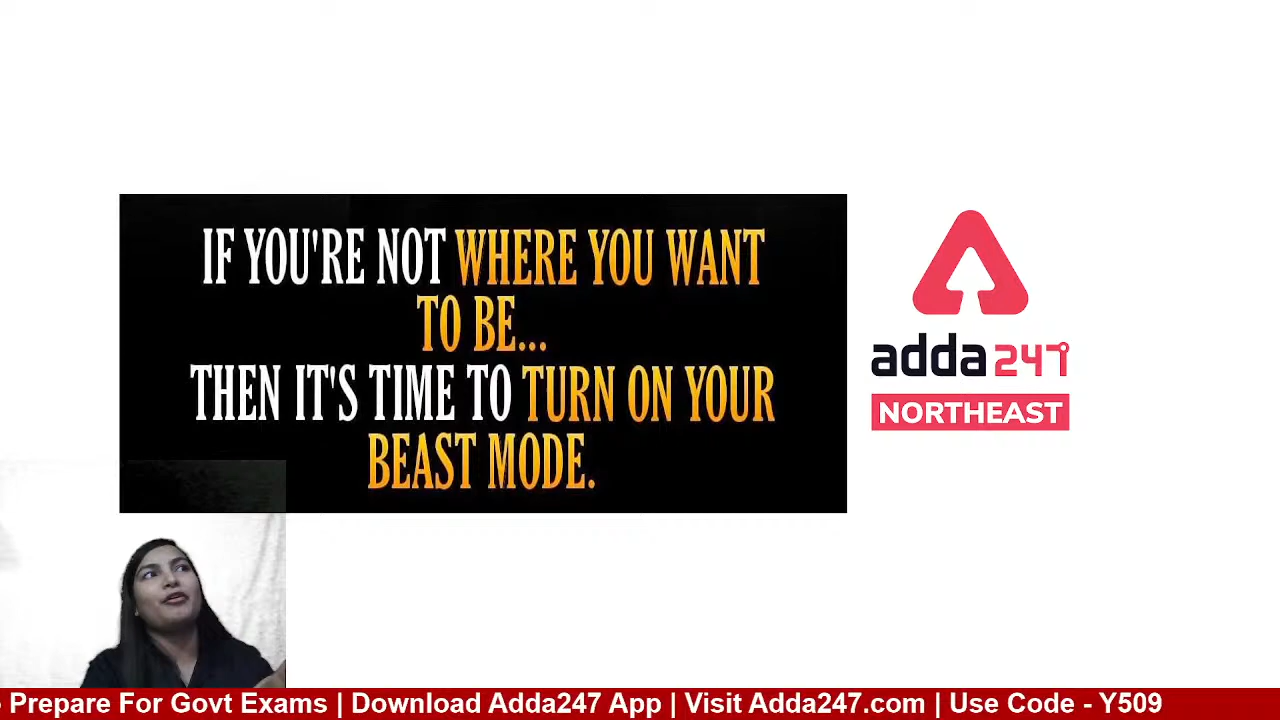 IF YOU'RE NOT WHERE YOU WANT
TO BE...
THEN IT'S TIME TO TURN ON YOUR
BEAST MODE.
adda247
NORTHEAST
Prepare For Govt Exams | Download Adda247 App | Visit Adda247.com | Use Code - Y509